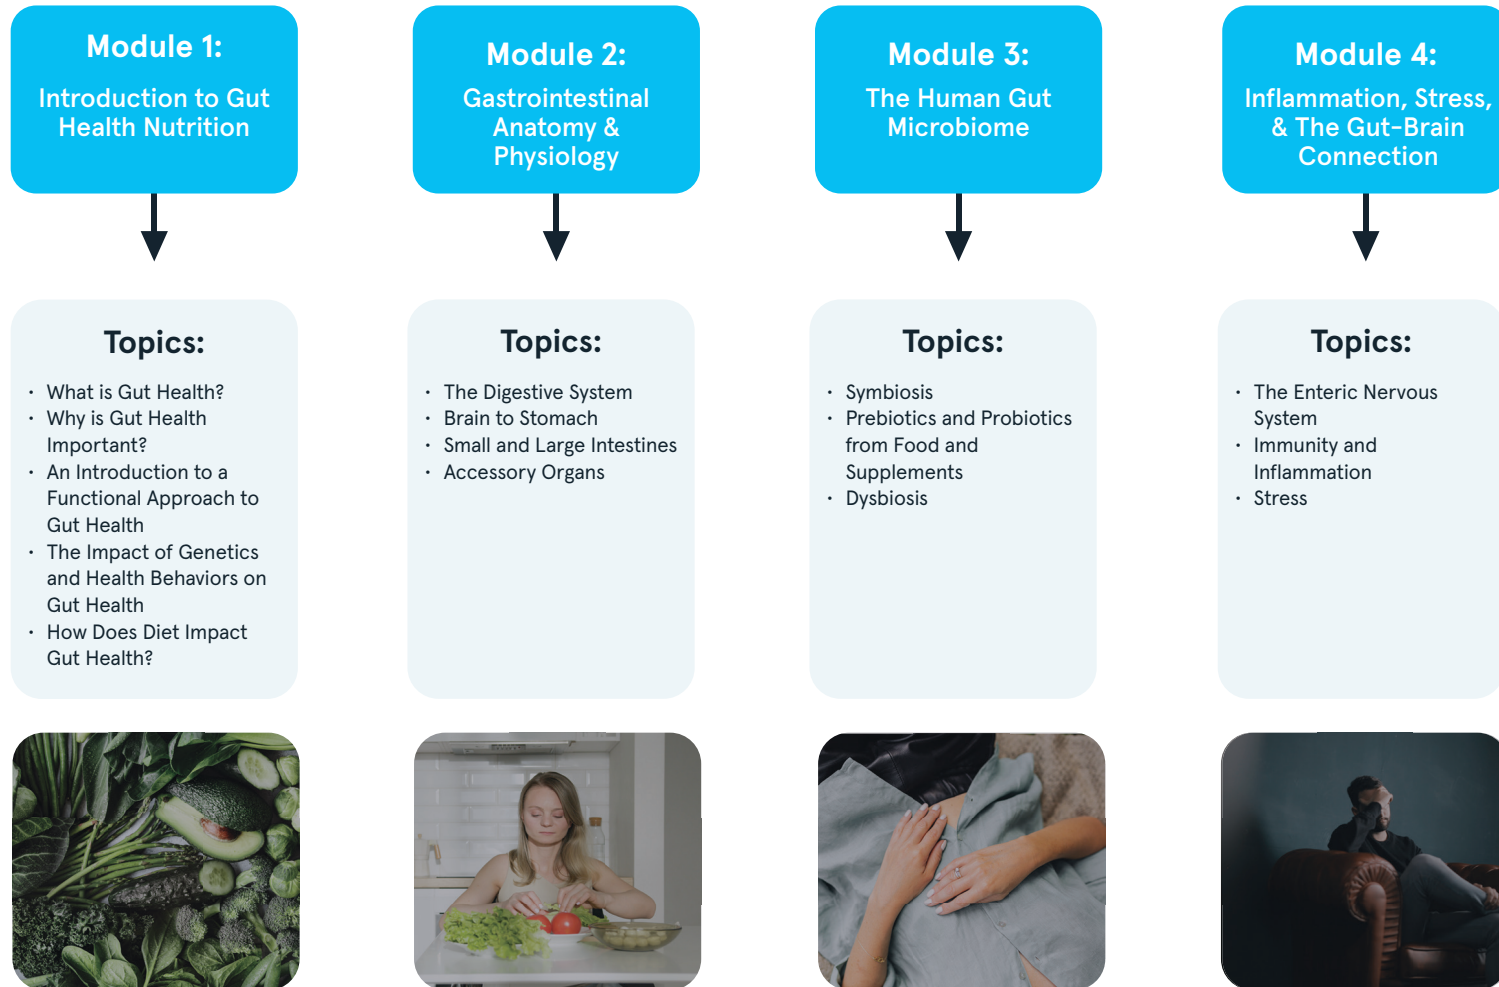 Module 1:
Introduction to Gut
Health Nutrition
Topics:
· What is Gut Health?
· Why is Gut Health
Important?
· An Introduction to a
Functional Approach to
Gut Health
· The Impact of Genetics
and Health Behaviors on
Gut Health
· How Does Diet Impact
Gut Health?
Module 2:
Gastrointestinal
Anatomy &
Physiology
Topics:
· The Digestive System
· Brain to Stomach
· Small and Large Intestines
· Accessory Organs
Module 3:
The Human Gut
Microbiome
Topics:
· Symbiosis
· Prebiotics and Probiotics
from Food and
Supplements
· Dysbiosis
Module 4:
Inflammation, Stress,
& The Gut-Brain
Connection
Topics:
· The Enteric Nervous
System
· Immunity and
Inflammation
· Stress